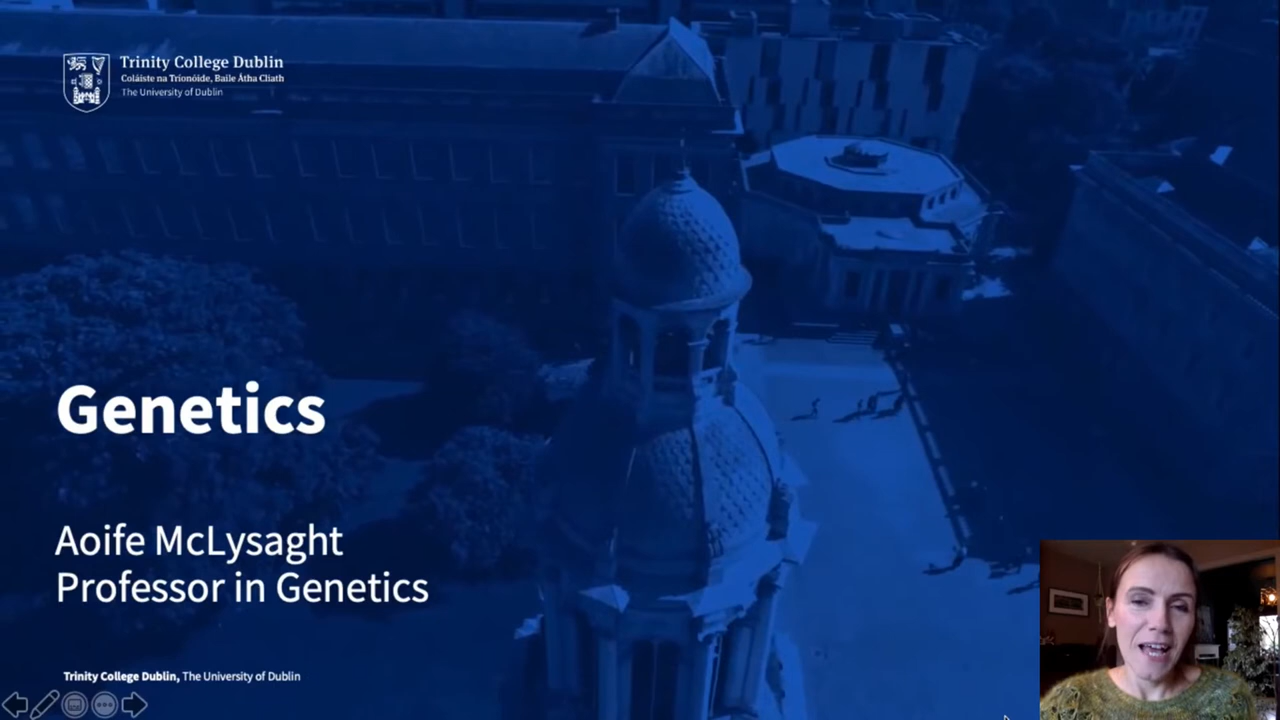 Trinity College Dublin
Coláiste na Tríonóide, Baile Átha Cliath
The University of Dublin
Genetics
Aoife McLysaght
Professor in Genetics
Trinity College Dublin, The University of Dublin